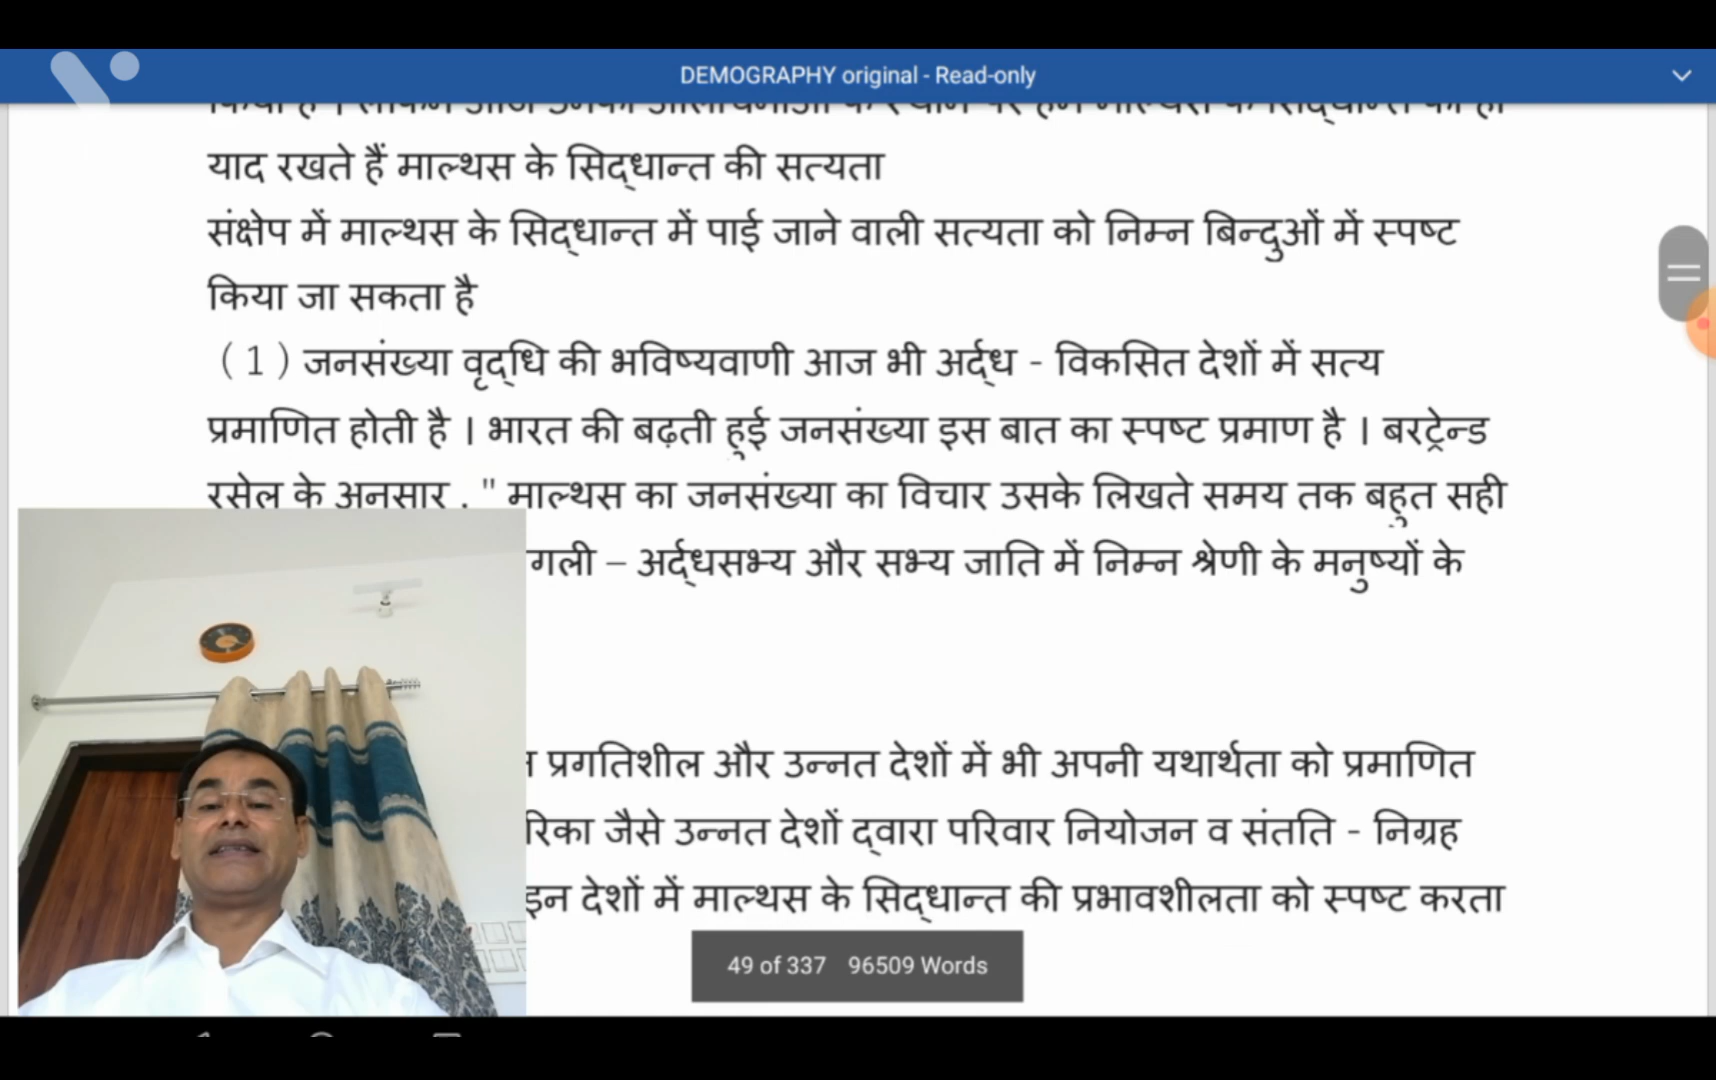 DEMOGRAPHY original - Read-only
याद रखते हैं माल्थस के सिद्धान्त की सत्यता
संक्षेप में माल्थस के सिद्धान्त में पाई जाने वाली सत्यता को निम्न बिन्दुओं में स्पष्ट
किया जा सकता है
( 1 ) जनसंख्या वृद्धि की भविष्यवाणी आज भी अर्द्ध - विकसित देशों में सत्य
प्रमाणित होती है । भारत की बढ़ती हुई जनसंख्या इस बात का स्पष्ट प्रमाण है । बरट्रेन्ड
रसेल के अनसार . " माल्थस का जनसंख्या का विचार उसके लिखते समय तक बहुत सही
गली – अर्द्धसभ्य और सभ्य जाति में निम्न श्रेणी के मनुष्यों के
प्रगतिशील और उन्नत देशों में भी अपनी यथार्थता को प्रमाणित
रिका जैसे उन्नत देशों द्वारा परिवार नियोजन व संतति - निग्रह
इन देशों में माल्थस के सिद्धान्त की प्रभावशीलता को स्पष्ट करता
49 of 337 96509 Words